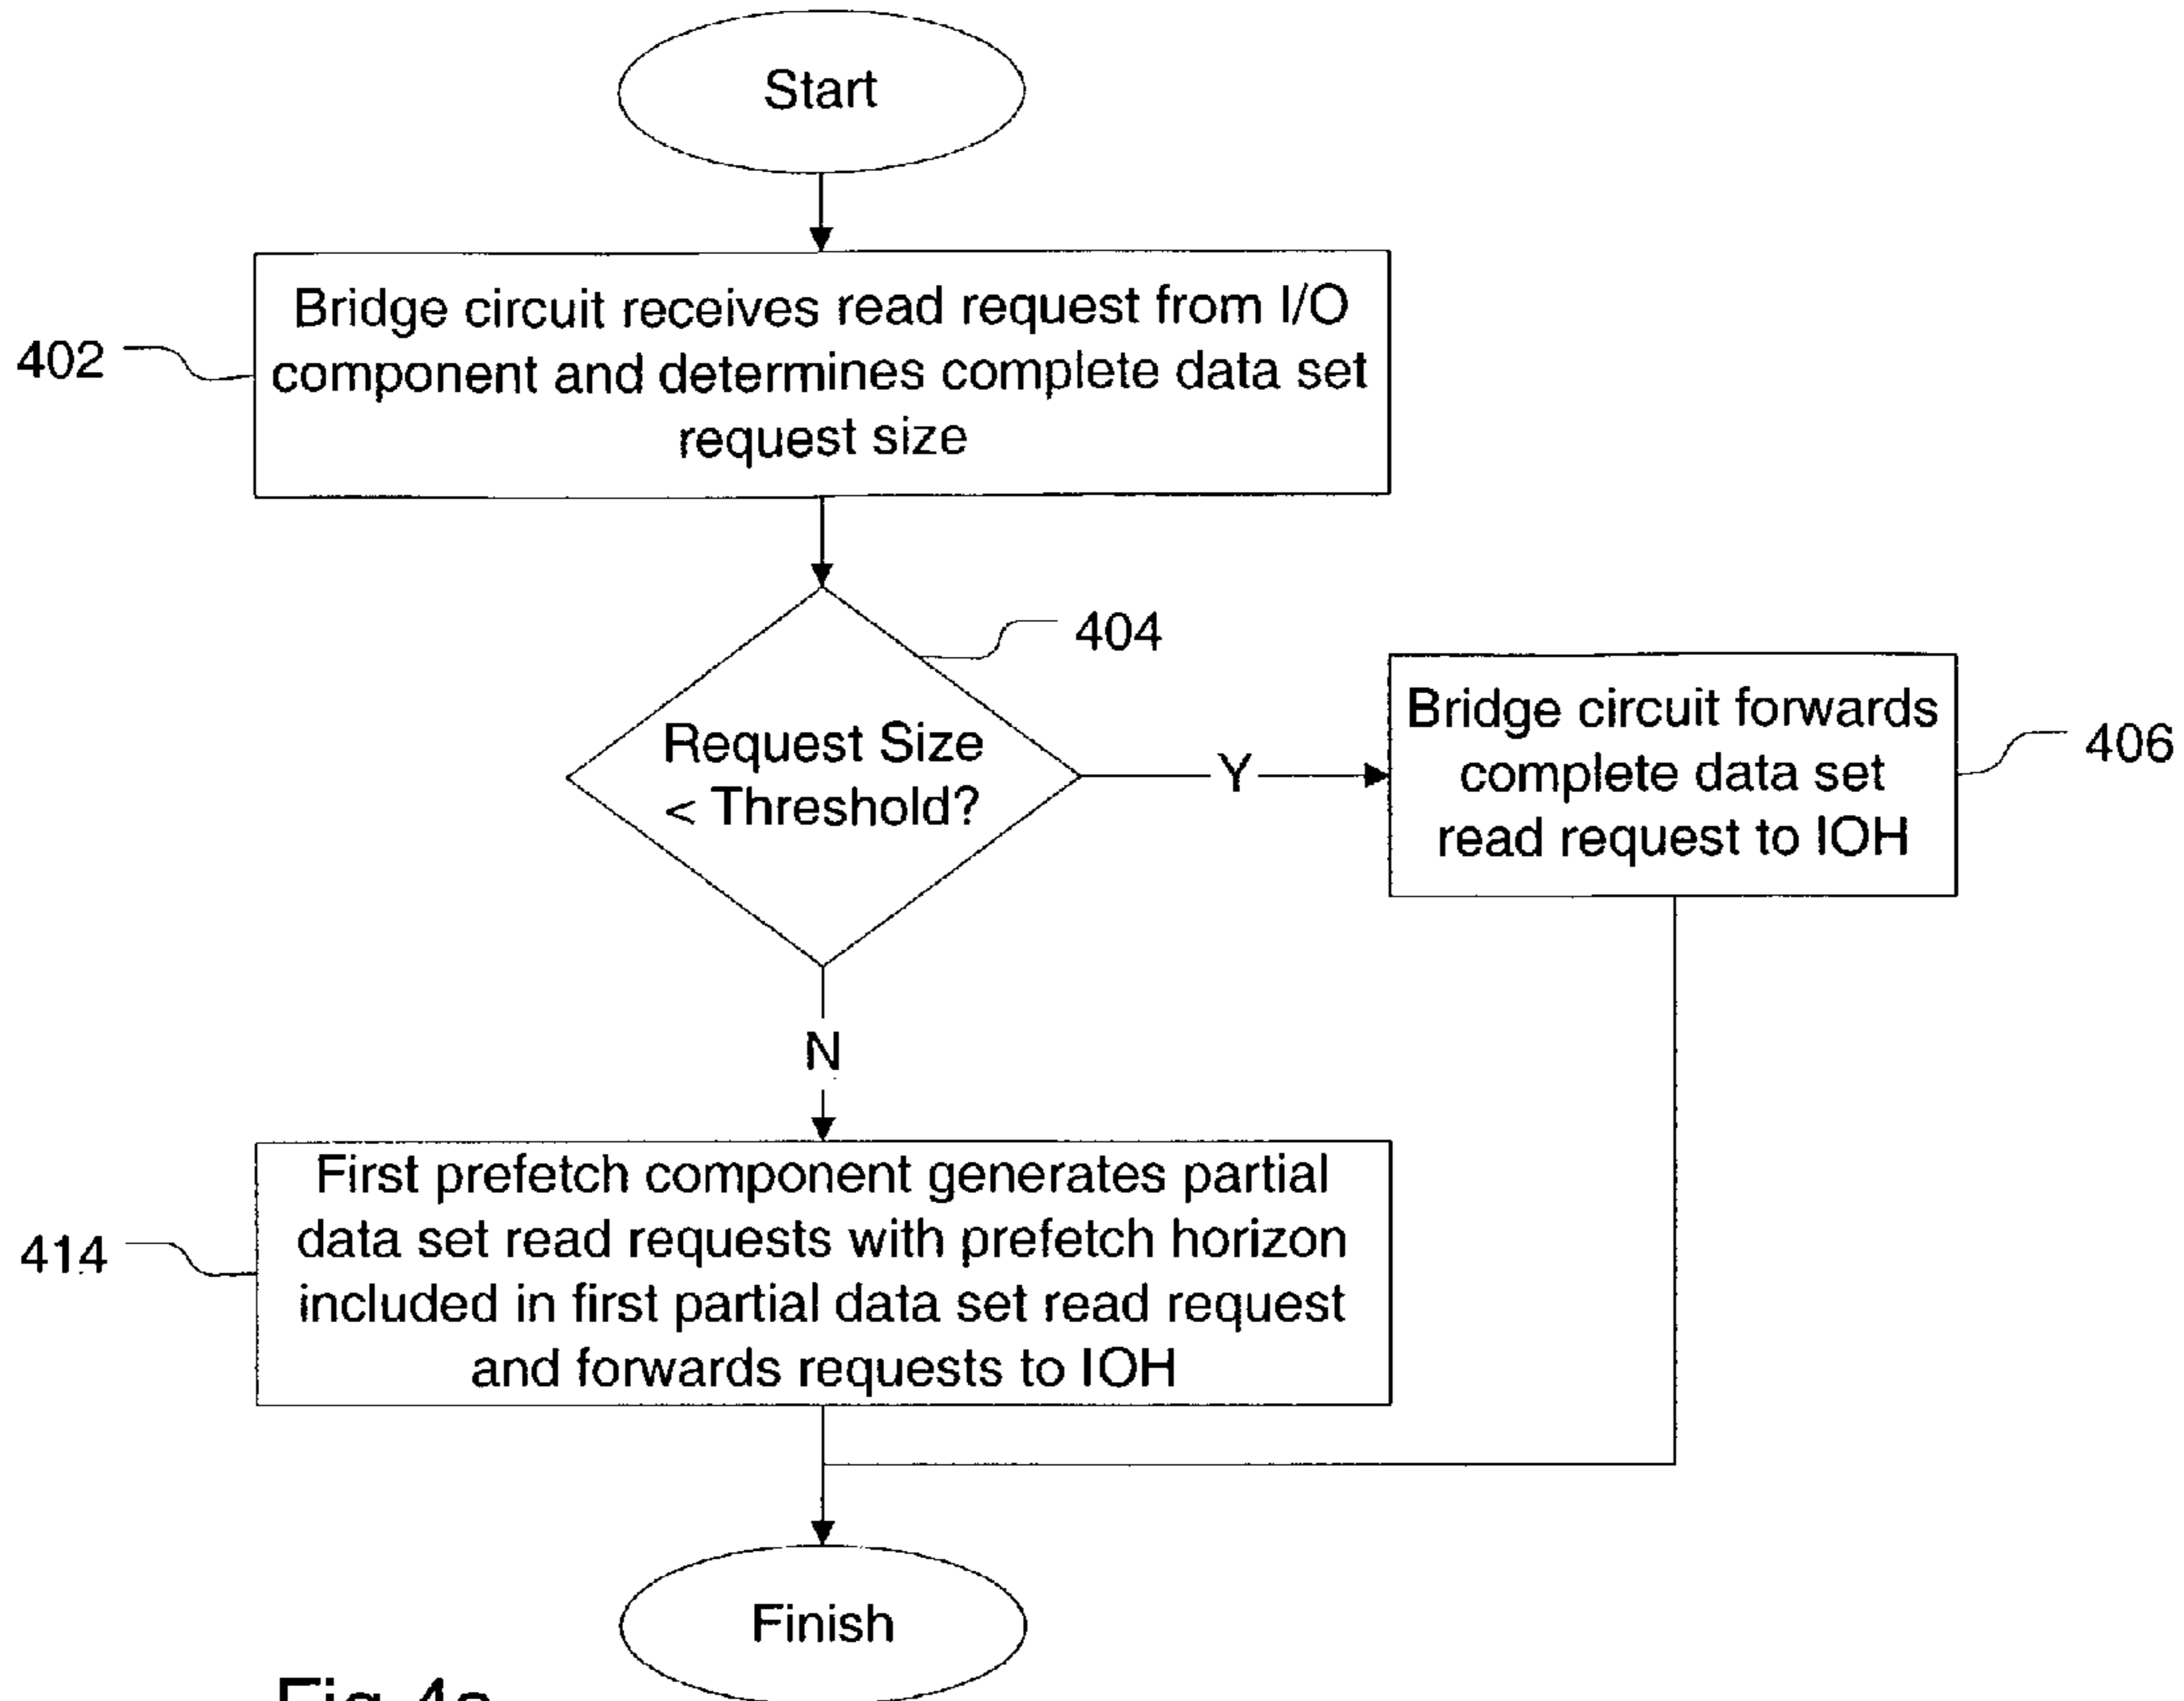 Start
Bridge circuit receives read request from I/O
component and determines complete data set
request size
402
404
Request Size
< Threshold?
Y
Bridge circuit forwards
complete data set
read request to IOH
406
N
First prefetch component generates partial
data set read requests with prefetch horizon
included in first partial data set read request
and forwards requests to IOH
414
Finish